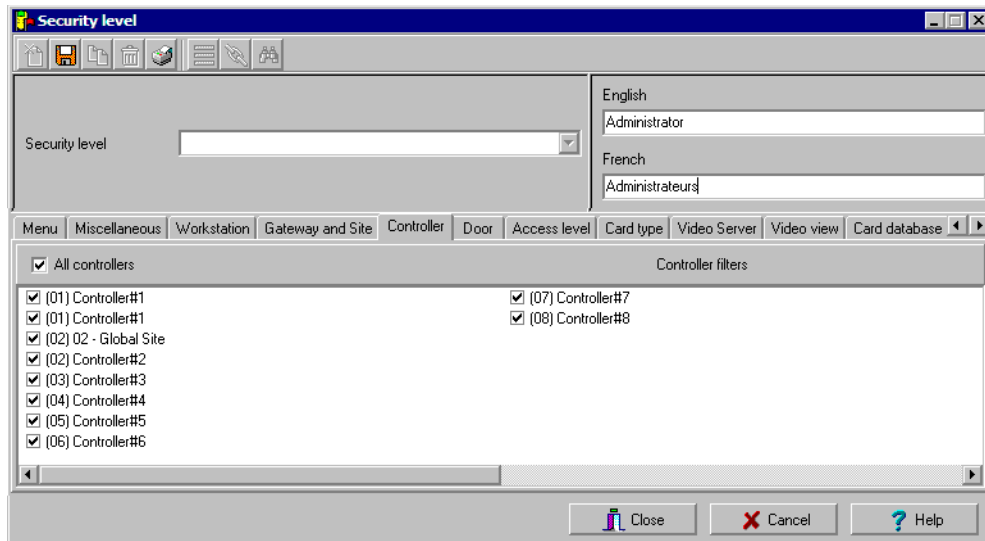 Security level
English
Administrator
Security level
French
Administrateurs
Menu Miscellaneous Workstation Gateway and Site Controller Door Access level Card type Video Server Video view Card database
All controllers Controller filters
(01) Controller#1 (07) Controller#7
(01) Controller#1 (08) Controller#8
(02) 02 - Global Site
(02) Controller#2
(03) Controller#3
(04) Controller#4
(05) Controller#5
(06) Controller#6
Close Cancel Help